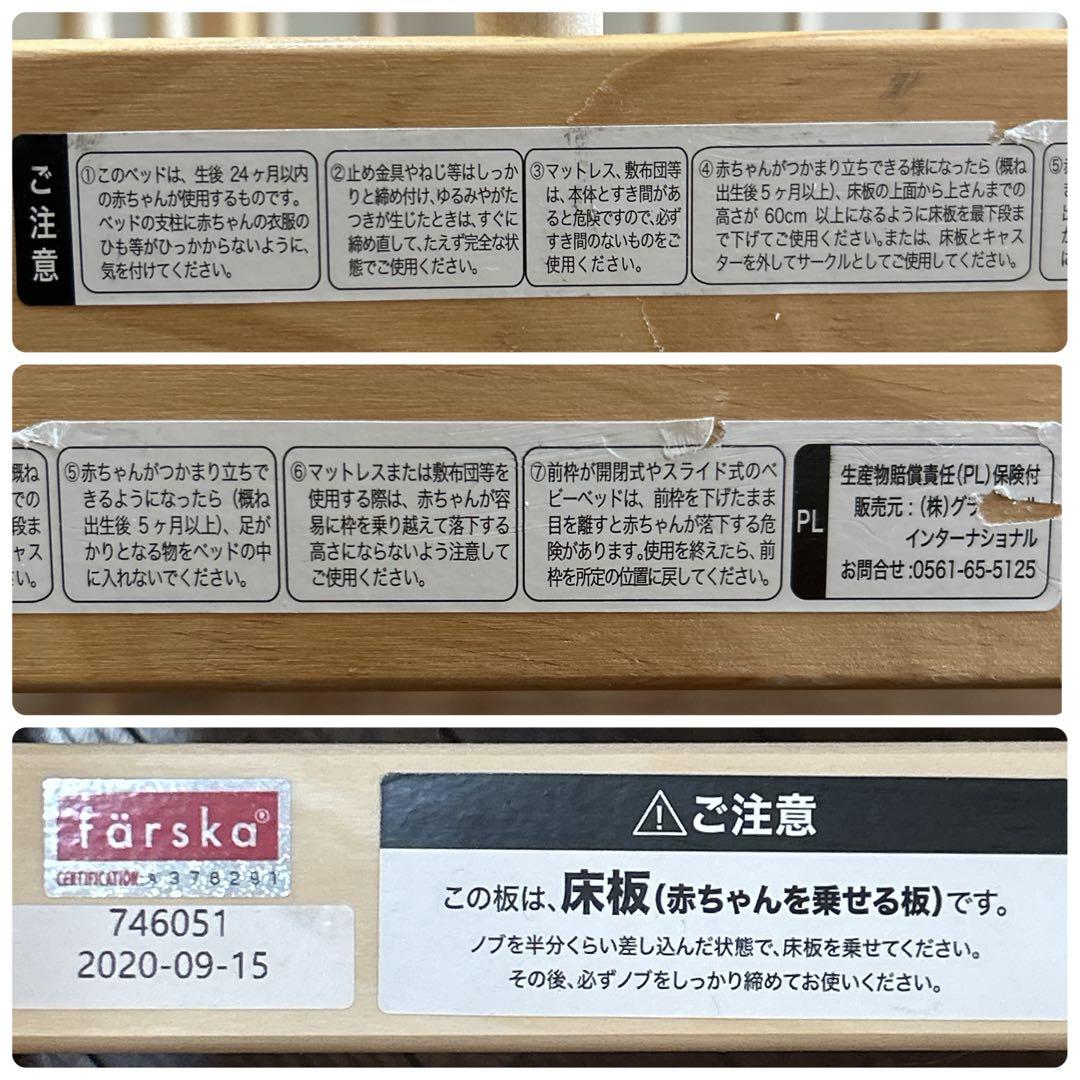 ご注意
①このベッドは、生後 24ヶ月以内
の赤ちゃんが使用するものです。
ベッドの支柱に赤ちゃんの衣服の
ひも等がひっかからないように、
気を付けてください。
②止め金具やねじ等はしっか
りと締め付け、ゆるみやがた
つきが生じたときは、すぐに
締め直して、たえず完全な状
態でご使用ください。
③マットレス、敷布団等
は、本体とすき間があ
ると危険ですので、必ず
すき間のないものをご
使用ください。
④赤ちゃんがつかまり立ちできる様になったら（概ね
出生後5ヶ月以上）、床板の上面から上さんまでの
高さが 60cm 以上になるように床板を最下段ま
で下げてご使用ください。または、床板とキャス
ターを外してサークルとしてご使用してください。
⑤
概ね
での
段ま
ャス
い。
⑤赤ちゃんがつかまり立ちで
きるようになったら（概ね
出生後5ヶ月以上）、足が
かりとなる物をベッドの中
に入れないでください。
⑥マットレスまたは敷布団等を
使用する際は、赤ちゃんが容
易に枠を乗り越えて落下する
高さにならないよう注意して
ご使用ください。
⑦前枠が開閉式やスライド式のベ
ビーベッドは、前枠を下げたまま
目を離すと赤ちゃんが落下する危
険があります。使用を終えたら、前
枠を所定の位置に戻してください。
PL
生産物賠償責任(PL)保険付
販売元：(株)グラ
インターナショナル
お問合せ:0561-65-5125
färska®
CERTIFICATION: A 378291
746051
2020-09-15
⚠ご注意
この板は、床板(赤ちゃんを乗せる板)です。
ノブを半分くらい差し込んだ状態で、床板を乗せてください。
その後、必ずノブをしっかり締めてお使いください。